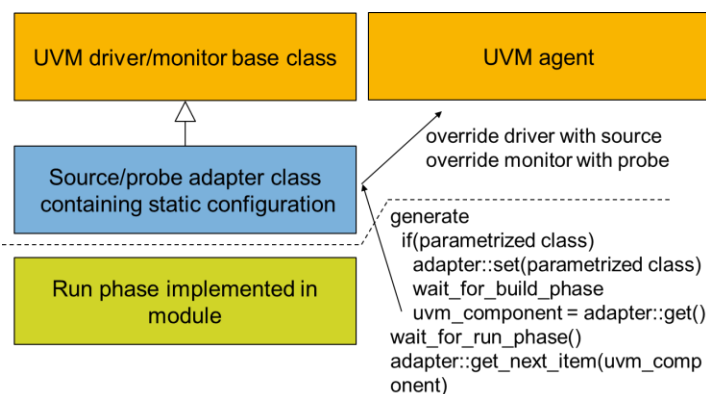 UVM driver/monitor base class
UVM agent
override driver with source
override monitor with probe
Source/probe adapter class
containing static configuration
generate
if(parametrized class)
adapter::set(parametrized class)
wait_for_build_phase
uvm_component = adapter::get()
wait_for_run_phase()
adapter::get_next_item(uvm_comp
onent)
Run phase implemented in
module